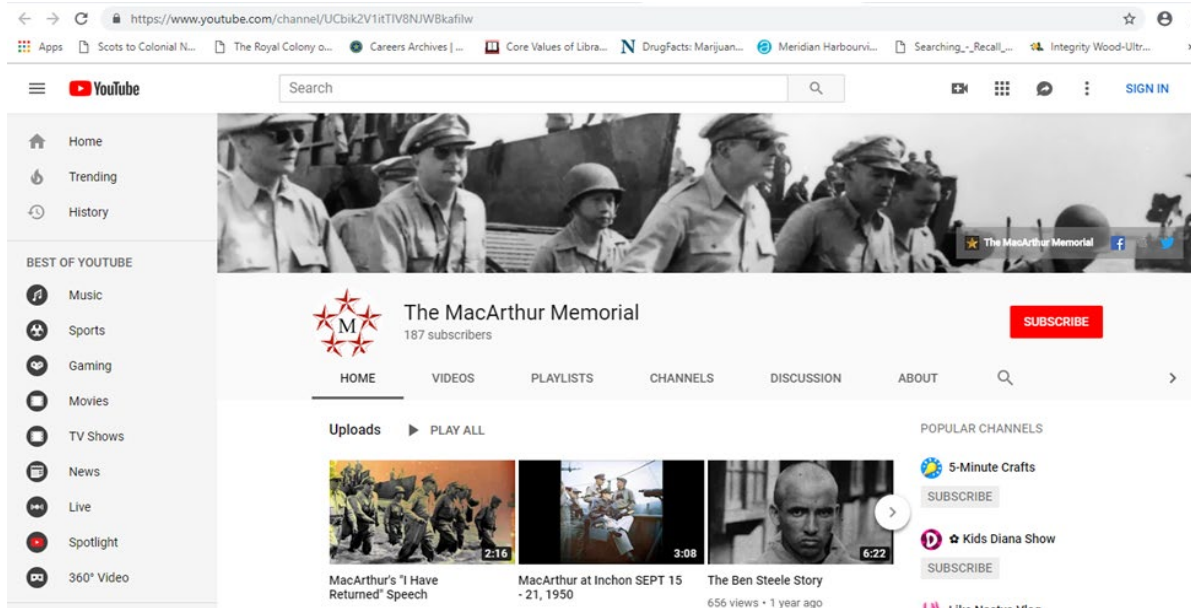 https://www.youtube.com/channel/UCbik2V1itTlV8NJWBkafilw
Apps Scots to Colonial N... The Royal Colony o... Careers Archives | ... Core Values of Libra... DrugFacts: Marijuan... Meridian Harbourvi... Searching_-_Recall_... Integrity Wood-Ultr...
YouTube
Search
SIGN IN
Home
Trending
History
BEST OF YOUTUBE
Music
Sports
Gaming
Movies
TV Shows
News
Live
Spotlight
360° Video
The MacArthur Memorial
M
The MacArthur Memorial
187 subscribers
SUBSCRIBE
HOME VIDEOS PLAYLISTS CHANNELS DISCUSSION ABOUT
Uploads PLAY ALL
2:16
MacArthur's "I Have
Returned" Speech
3:08
MacArthur at Inchon SEPT 15
- 21, 1950
6:22
The Ben Steele Story
656 views • 1 year ago
POPULAR CHANNELS
5-Minute Crafts
SUBSCRIBE
✿ Kids Diana Show
SUBSCRIBE